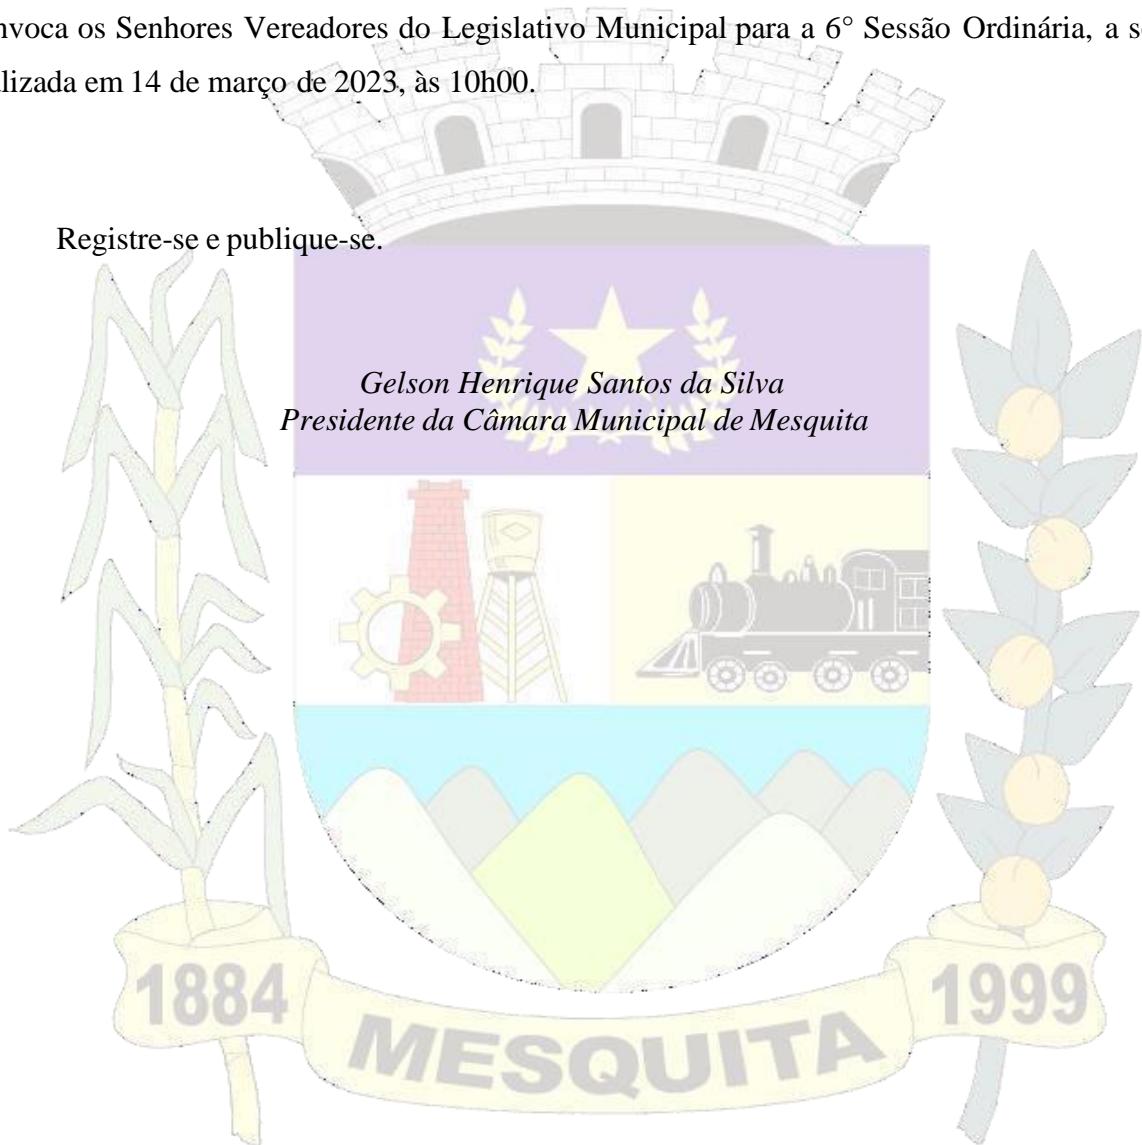 nvoca os Senhores Vereadores do Legislativo Municipal para a 6° Sessão Ordinária, a s
lizada em 14 de março de 2023, às 10h00.
Registre-se e publique-se.
Gelson Henrique Santos da Silva
Presidente da Câmara Municipal de Mesquita
1884
MESQUITA
1999